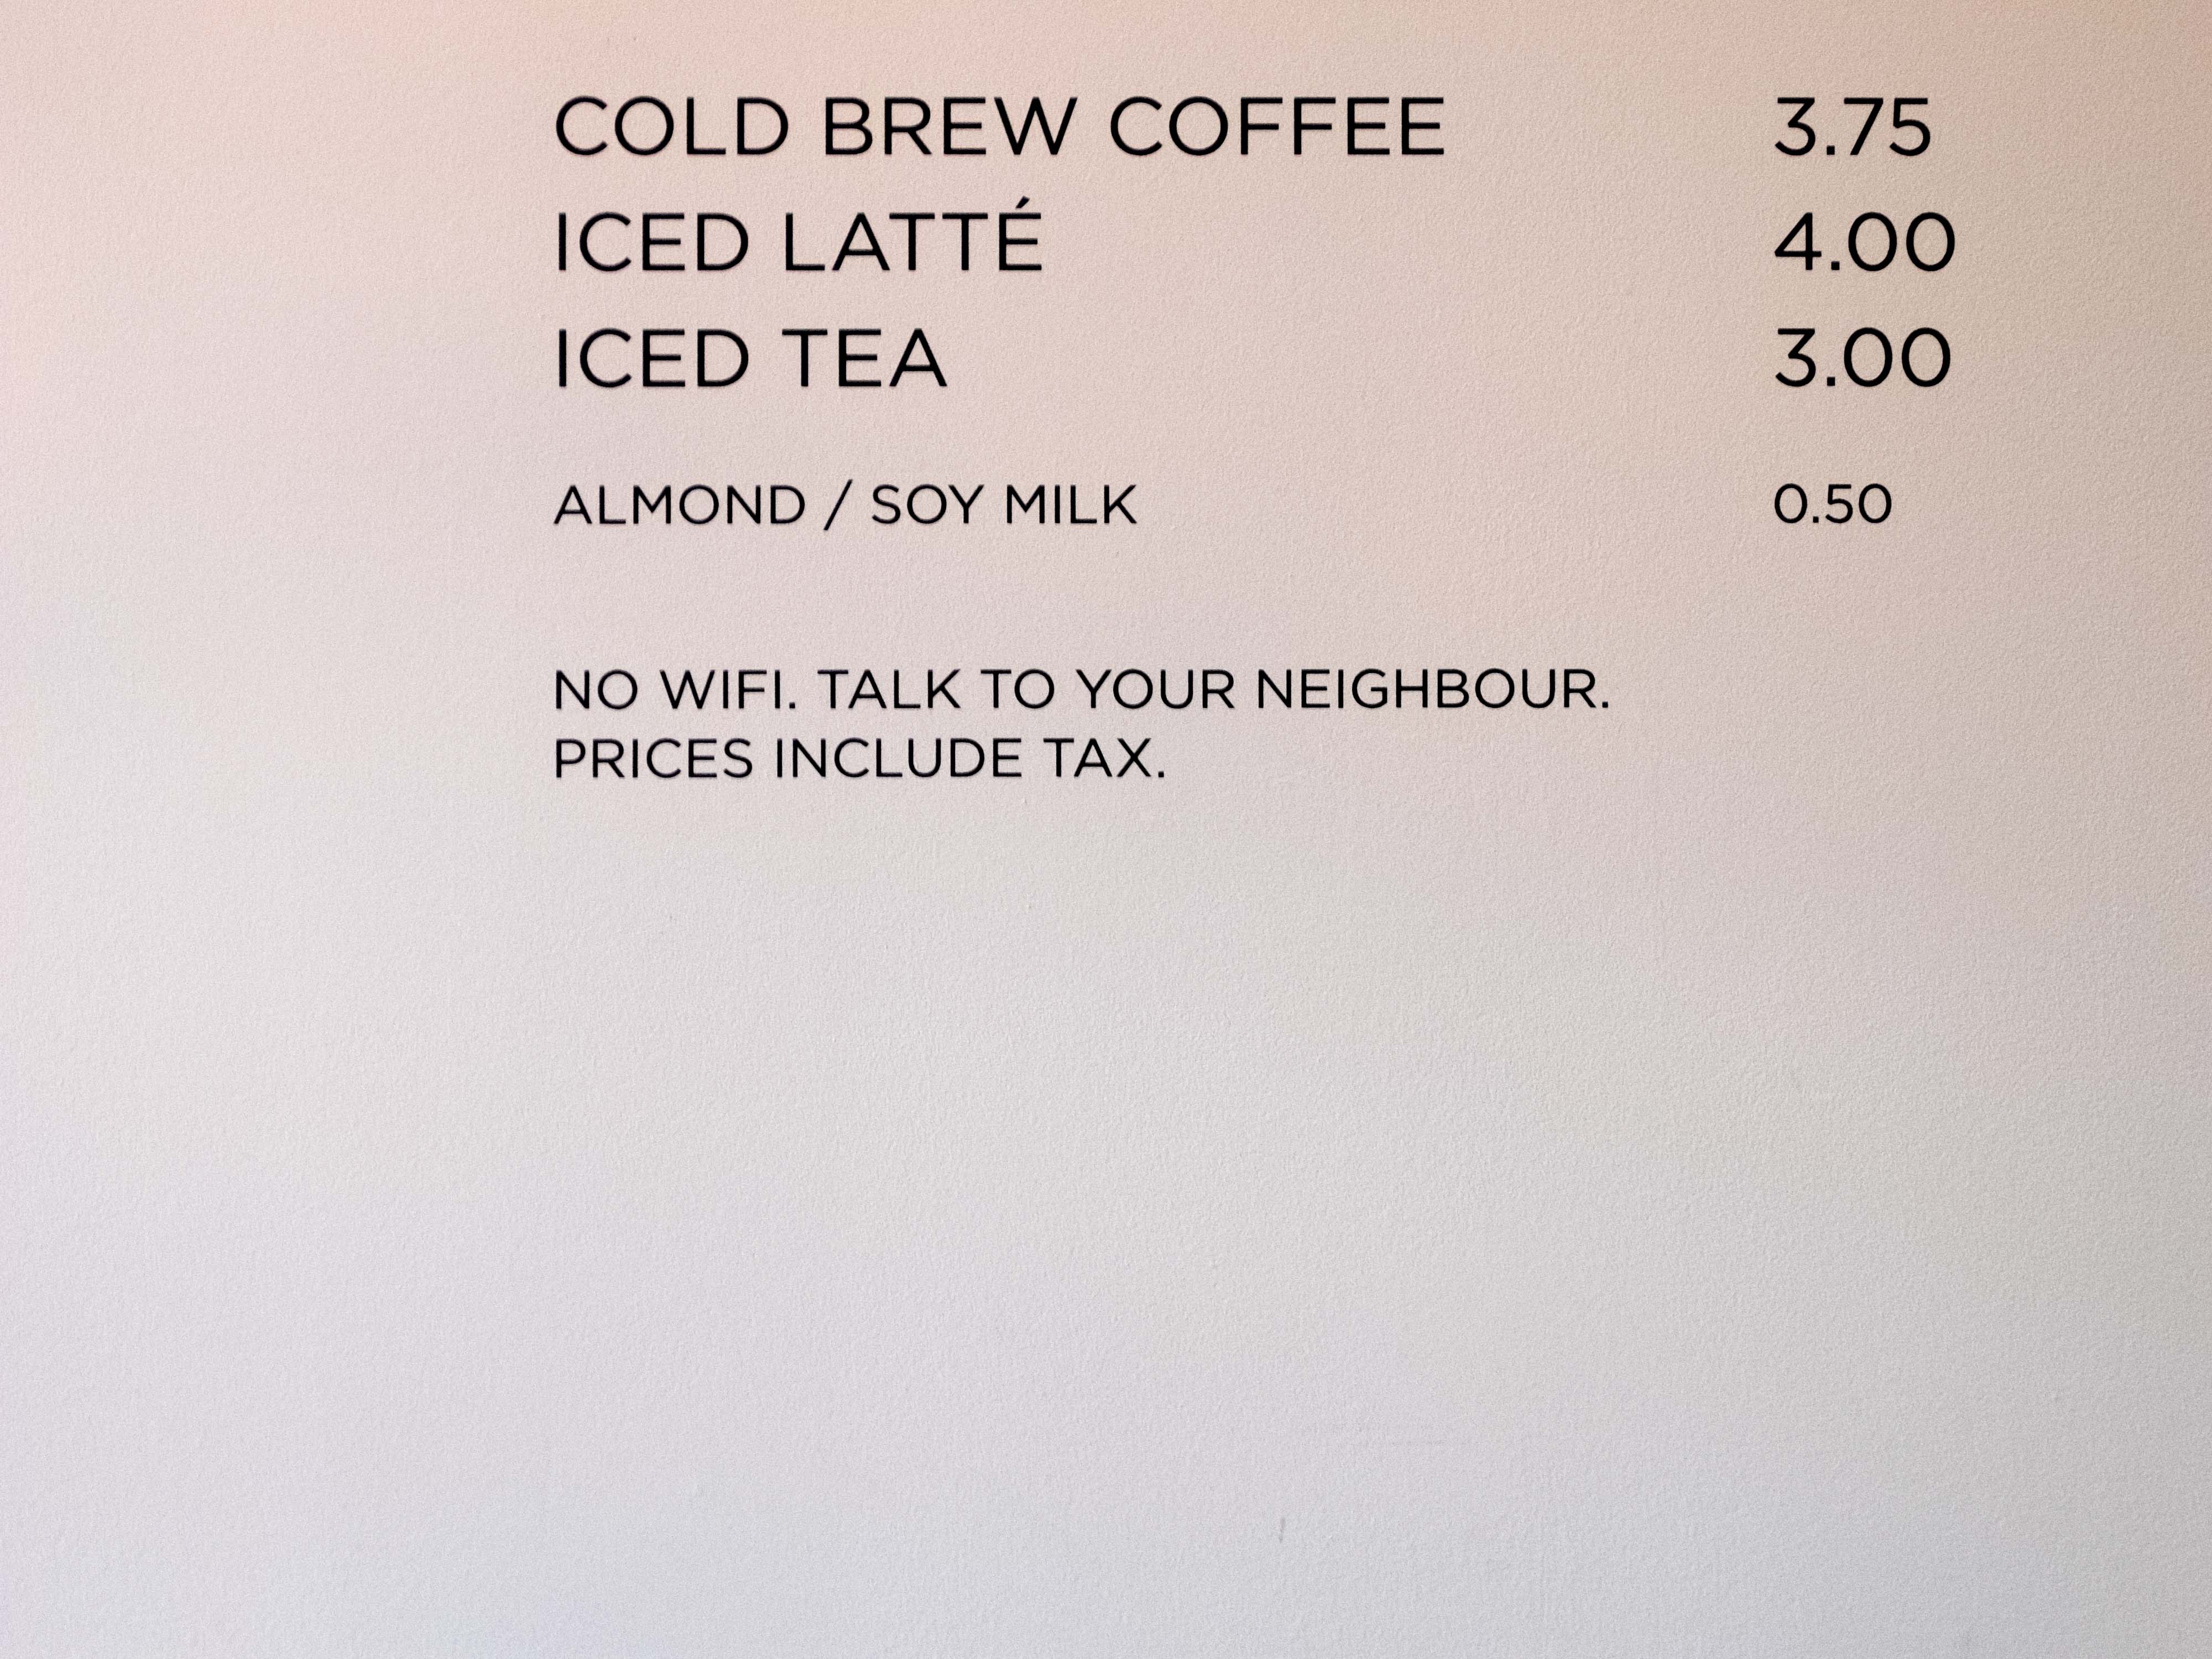 COLD BREW COFFEE 3.75
ICED LATTÉ 4.00
ICED TEA 3.00
ALMOND / SOY MILK 0.50
NO WIFI. TALK TO YOUR NEIGHBOUR.
PRICES INCLUDE TAX.